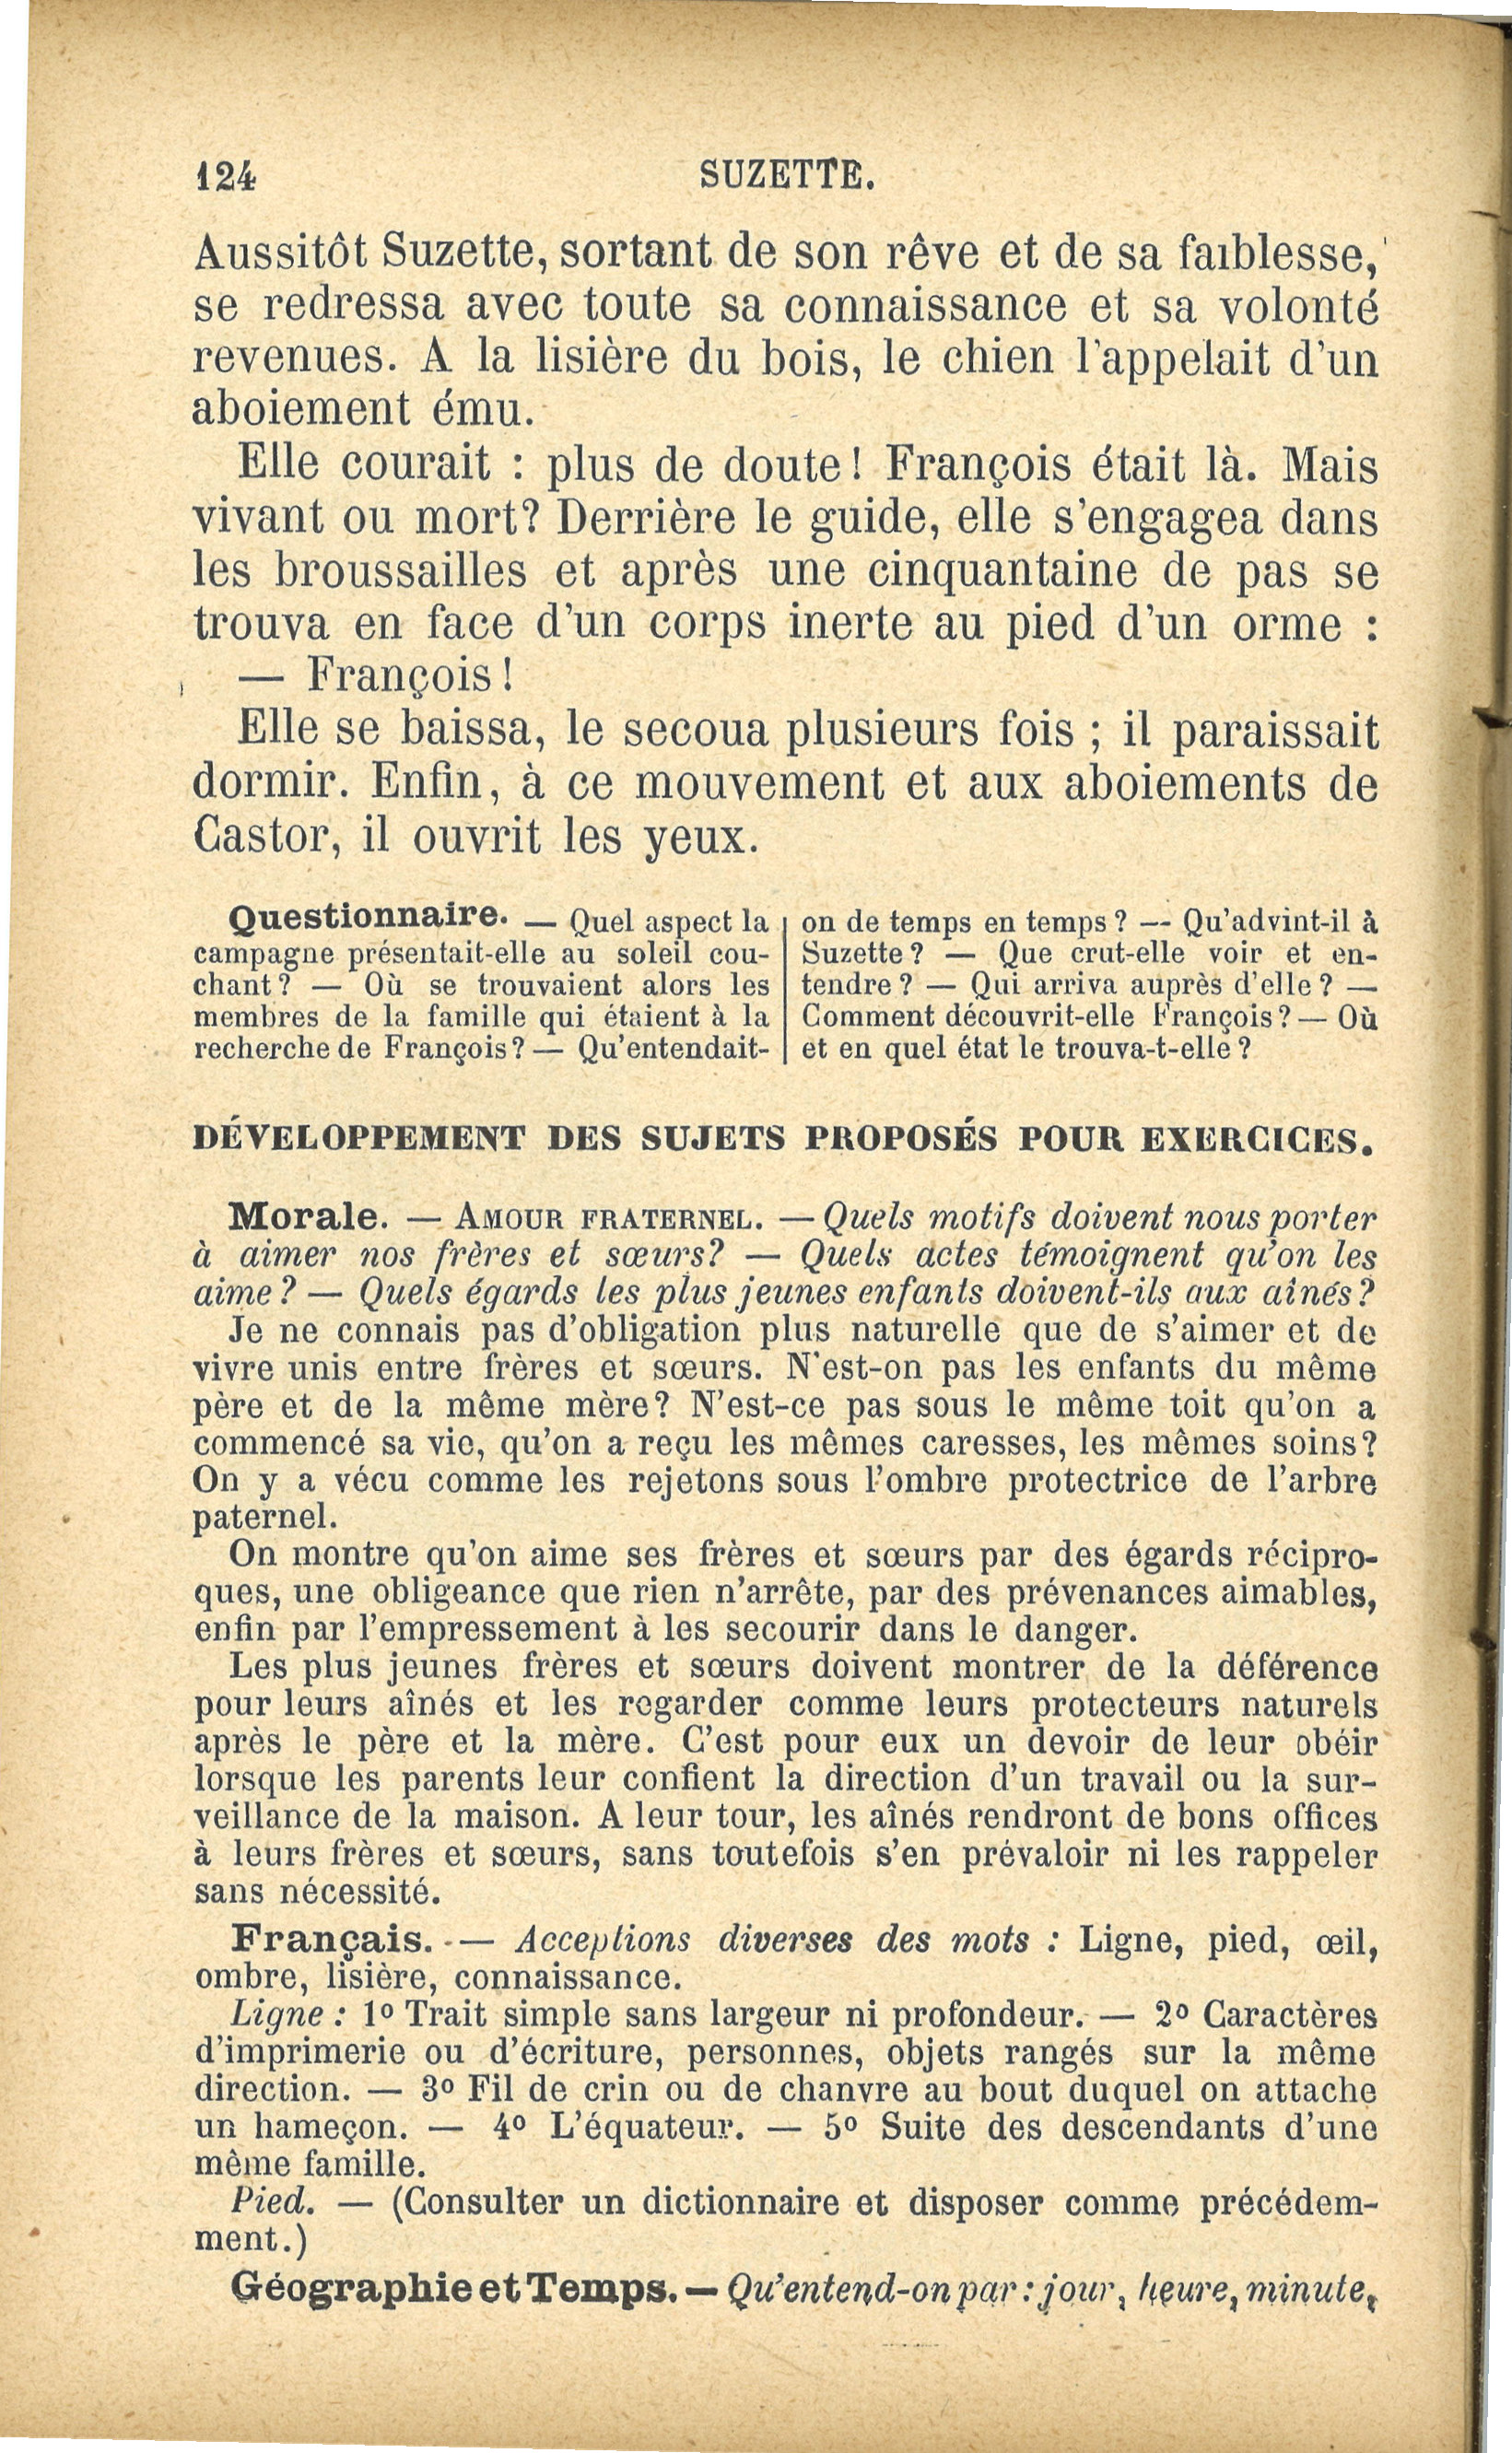 124
SUZETTE.
Aussitôt Suzette, sortant de son rêve et de sa faiblesse,
se redressa avec toute sa connaissance et sa volonté
revenues. A la lisière du bois, le chien l'appelait d'un
aboiement ému.
Elle courait : plus de doute! François était là. Mais
vivant ou mort? Derrière le guide, elle s'engagea dans
les broussailles et après une cinquantaine de pas se
trouva en face d'un corps inerte au pied d'un orme :
— François!
Elle se baissa, le secoua plusieurs fois ; il paraissait
dormir. Enfin, à ce mouvement et aux aboiements de
Castor, il ouvrit les yeux.
Questionnaire. — Quel aspect la
campagne présentait-elle au soleil cou-
chant? — Où se trouvaient alors les
membres de la famille qui étaient à la
recherche de François? — Qu'entendait-
on de temps en temps? — Qu'advint-il à
Suzette? — Que crut-elle voir et en-
tendre? — Qui arriva auprès d'elle? —
Comment découvrit-elle François? — Où
et en quel état le trouva-t-elle?
DÉVELOPPEMENT DES SUJETS PROPOSÉS POUR EXERCICES.
Morale. — AMOUR FRATERNEL. — Quels motifs doivent nous porter
à aimer nos frères et sœurs? — Quels actes témoignent qu'on les
aime? — Quels égards les plus jeunes enfants doivent-ils aux aînés?
Je ne connais pas d'obligation plus naturelle que de s'aimer et de
vivre unis entre frères et sœurs. N'est-on pas les enfants du même
père et de la même mère? N'est-ce pas sous le même toit qu'on a
commencé sa vie, qu'on a reçu les mêmes caresses, les mêmes soins?
On y a vécu comme les rejetons sous l'ombre protectrice de l'arbre
paternel.
On montre qu'on aime ses frères et sœurs par des égards récipro-
ques, une obligeance que rien n'arrête, par des prévenances aimables,
enfin par l'empressement à les secourir dans le danger.
Les plus jeunes frères et sœurs doivent montrer de la déférence
pour leurs aînés et les regarder comme leurs protecteurs naturels
après le père et la mère. C'est pour eux un devoir de leur obéir
lorsque les parents leur confient la direction d'un travail ou la sur-
veillance de la maison. A leur tour, les aînés rendront de bons offices
à leurs frères et sœurs, sans toutefois s'en prévaloir ni les rappeler
sans nécessité.
Français. — Acceptions diverses des mots : Ligne, pied, œil,
ombre, lisière, connaissance.
Ligne : 1º Trait simple sans largeur ni profondeur. — 2º Caractères
d'imprimerie ou d'écriture, personnes, objets rangés sur la même
direction. — 3º Fil de crin ou de chanvre au bout duquel on attache
un hameçon. — 4º L'équateur. — 5º Suite des descendants d'une
même famille.
Pied. — (Consulter un dictionnaire et disposer comme précédem-
ment.)
Géographie et Temps. — Qu'entend-on par : jour, heure, minute,